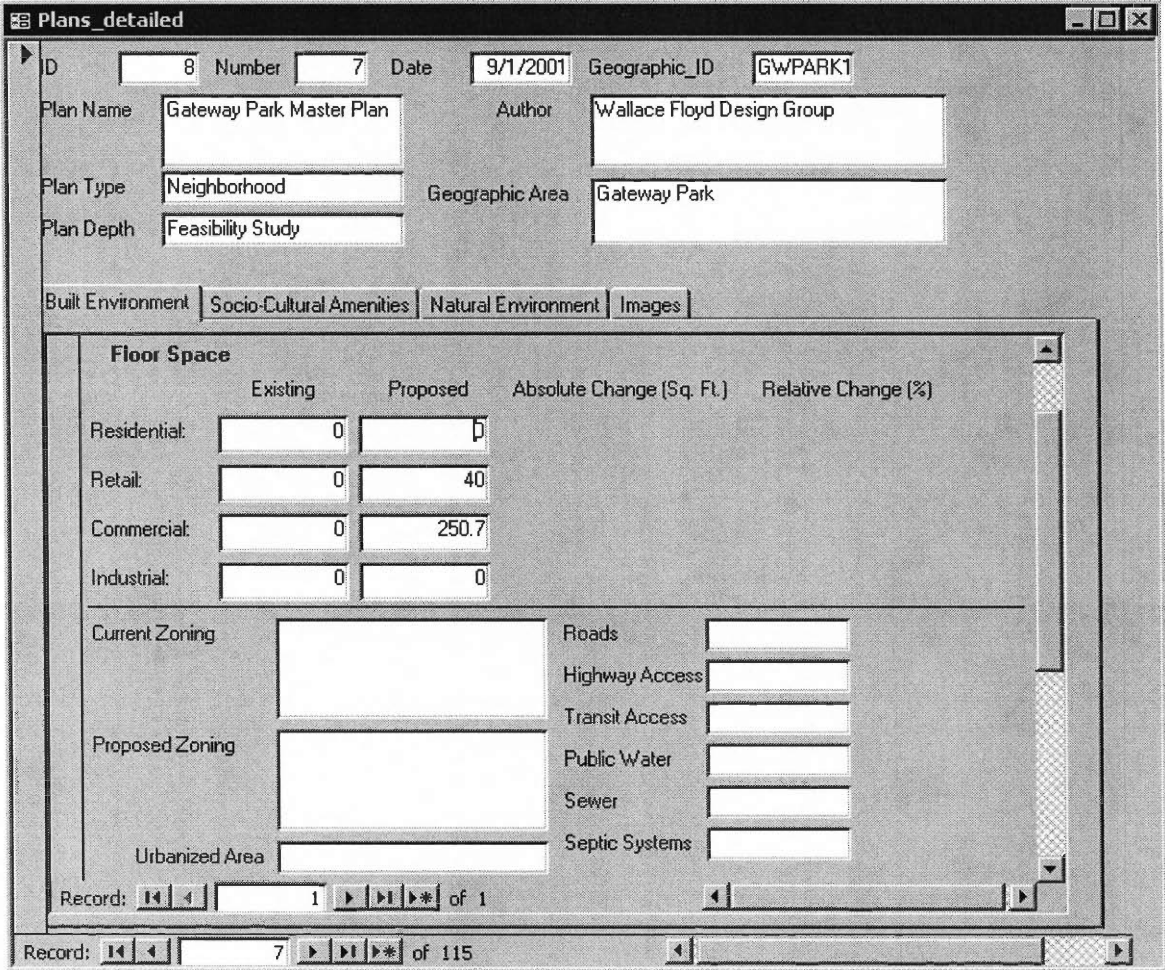 Plans_detailed
ID 8 Number 7 Date 9/1/2001 Geographic_ID GWPARK1
Plan Name Gateway Park Master Plan Author Wallace Floyd Design Group
Plan Type Neighborhood Geographic Area Gateway Park
Plan Depth Feasibility Study
Built Environment Socio-Cultural Amenities Natural Environment Images
Floor Space
Existing Proposed Absolute Change (Sq. Ft.) Relative Change (%)
Residential: 0 0
Retail: 0 40
Commercial: 0 250.7
Industrial: 0 0
Current Zoning Roads
Highway Access
Transit Access
Proposed Zoning Public Water
Sewer
Septic Systems
Urbanized Area
Record: 1 of 1
Record: 7 of 115